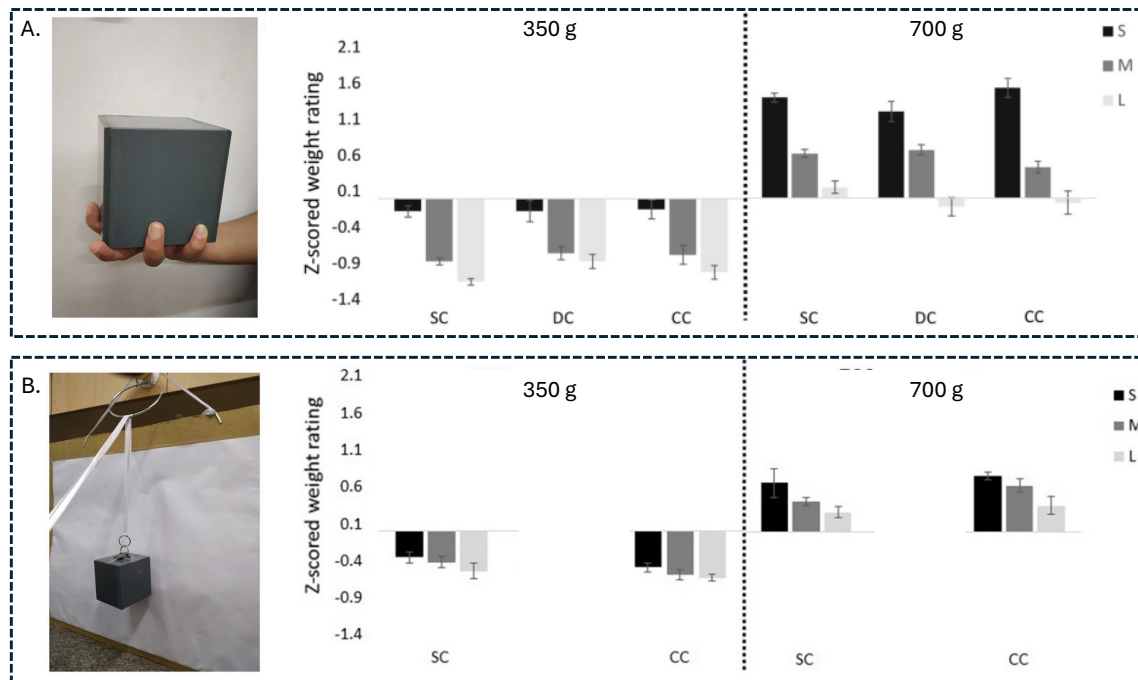 A.
350 g
700 g
Z-scored weight rating
2.1
1.6
1.1
0.6
0.1
-0.4
-0.9
-1.4
SC
DC
CC
SC
DC
CC
S
M
L
B.
350 g
700 g
Z-scored weight rating
2.1
1.6
1.1
0.6
0.1
-0.4
-0.9
-1.4
SC
CC
SC
CC
S
M
L